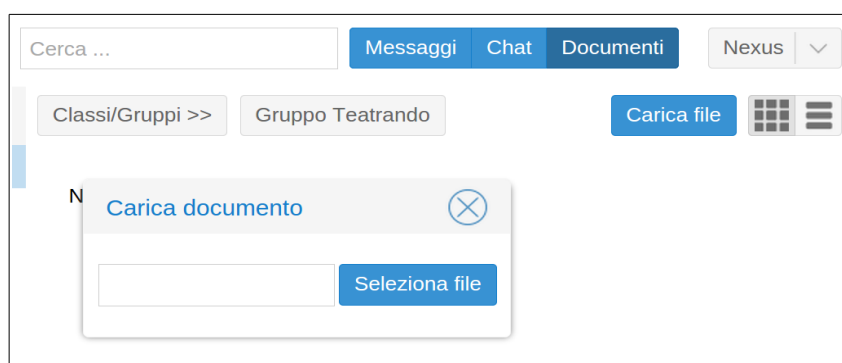 Cerca ... Messaggi Chat Documenti Nexus
Classi/Gruppi >> Gruppo Teatrando Carica file
N
Carica documento
Seleziona file